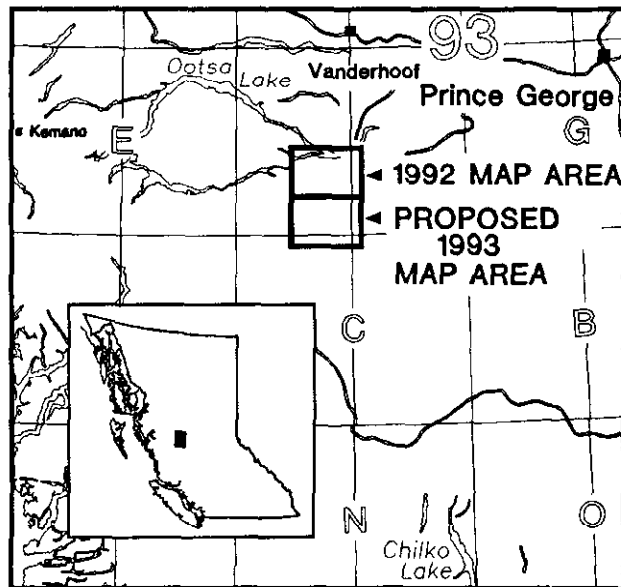 93
Ootsa
Lake
Vanderhoof
Prince George
Kemano
E
G
1992 MAP AREA
PROPOSED
1993
MAP AREA
C
B
N
O
Chilko
Lake